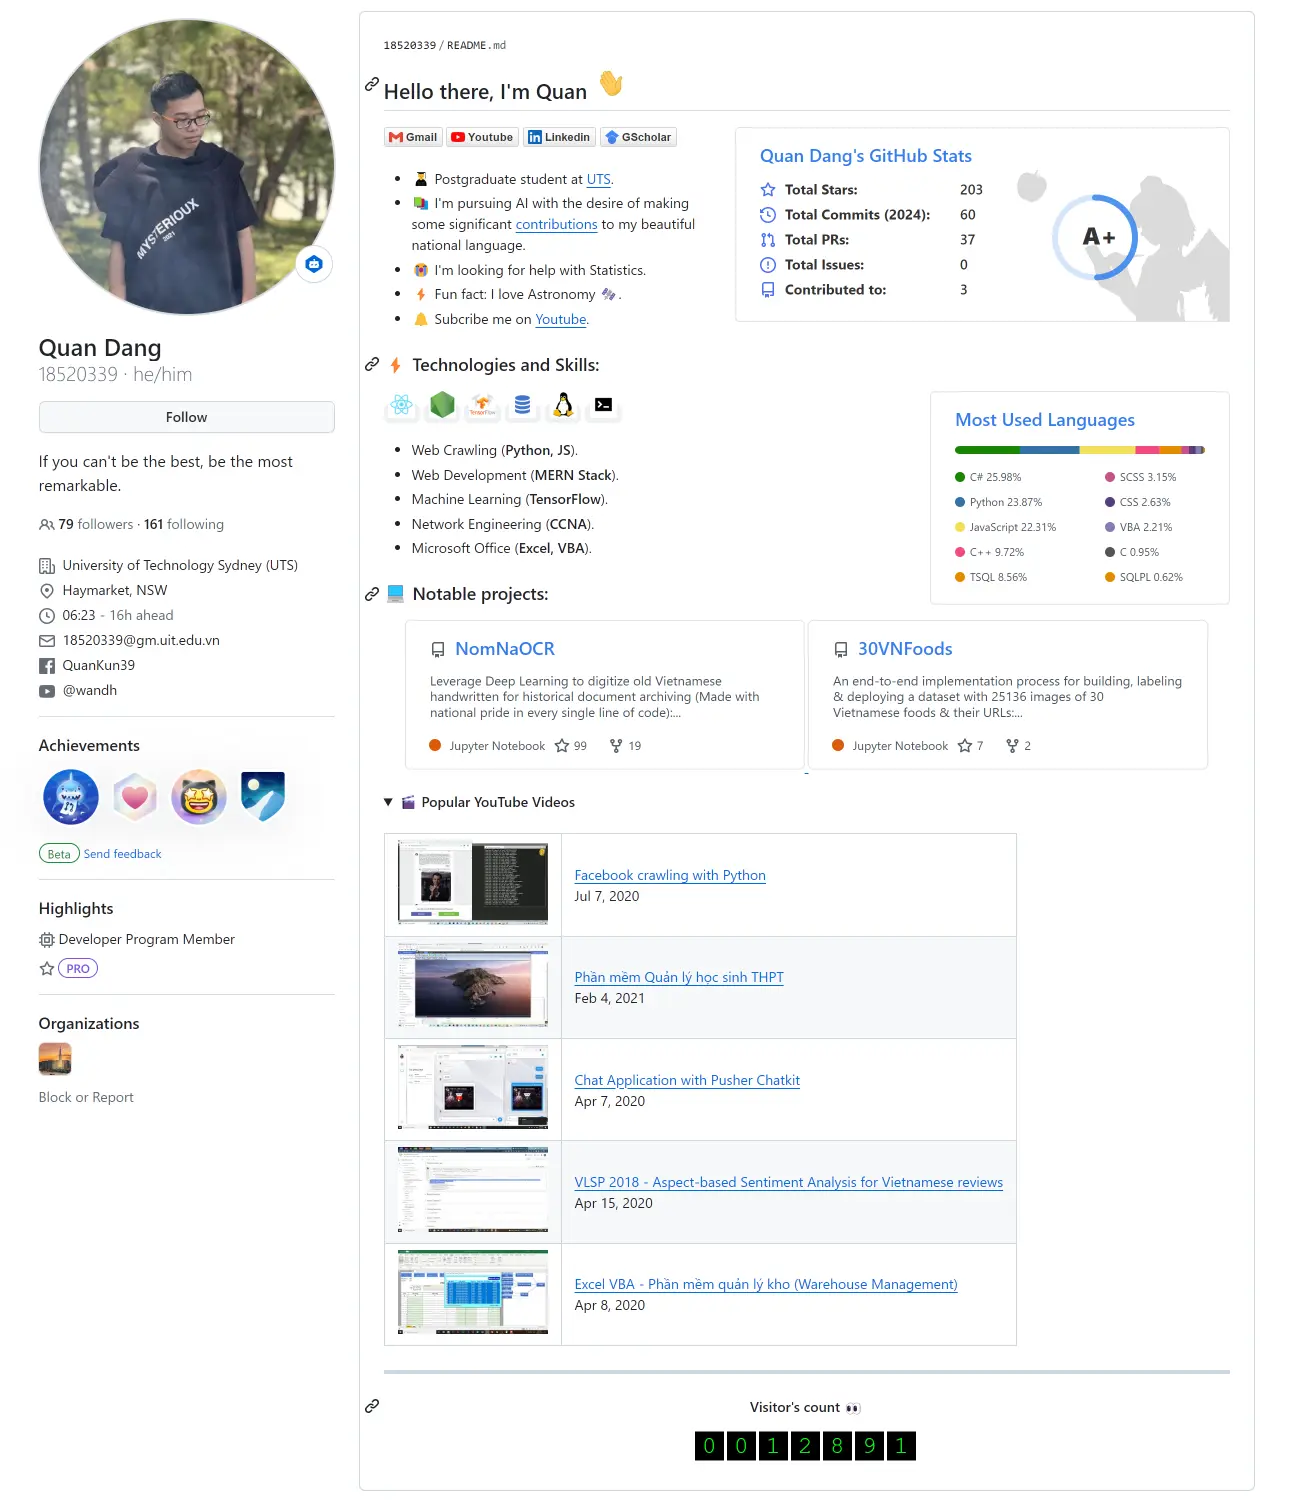 MYSTERIOUX
2021
Quan Dang
18520339 · he/him
Follow
If you can't be the best, be the most
remarkable.
79 followers · 161 following
University of Technology Sydney (UTS)
Haymarket, NSW
06:23 - 16h ahead
18520339@gm.uit.edu.vn
QuanKun39
@wandh
Achievements
Beta Send feedback
Highlights
Developer Program Member
PRO
Organizations
Block or Report
18520339 / README.md
Hello there, I'm Quan 👋
Gmail Youtube Linkedin GScholar
Postgraduate student at UTS.
I'm pursuing AI with the desire of making
some significant contributions to my beautiful
national language.
I'm looking for help with Statistics.
Fun fact: I love Astronomy 🛰️ .
Subcribe me on Youtube.
Quan Dang's GitHub Stats
Total Stars: 203
Total Commits (2024): 60
Total PRs: 37
Total Issues: 0
Contributed to: 3
A+
Technologies and Skills:
TensorFlow
Web Crawling (Python, JS).
Web Development (MERN Stack).
Machine Learning (TensorFlow).
Network Engineering (CCNA).
Microsoft Office (Excel, VBA).
Most Used Languages
C# 25.98% SCSS 3.15%
Python 23.87% CSS 2.63%
JavaScript 22.31% VBA 2.21%
C++ 9.72% C 0.95%
TSQL 8.56% SQLPL 0.62%
Notable projects:
NomNaOCR
Leverage Deep Learning to digitize old Vietnamese
handwritten for historical document archiving (Made with
national pride in every single line of code):...
Jupyter Notebook 99 19
30VNFoods
An end-to-end implementation process for building, labeling
& deploying a dataset with 25136 images of 30
Vietnamese foods & their URLs:...
Jupyter Notebook 7 2
Popular YouTube Videos
Facebook crawling with Python
Jul 7, 2020
Phần mềm Quản lý học sinh THPT
Feb 4, 2021
Chat Application with Pusher Chatkit
Apr 7, 2020
VLSP 2018 - Aspect-based Sentiment Analysis for Vietnamese reviews
Apr 15, 2020
Excel VBA - Phần mềm quản lý kho (Warehouse Management)
Apr 8, 2020
Visitor's count 👀
0 0 1 2 8 9 1